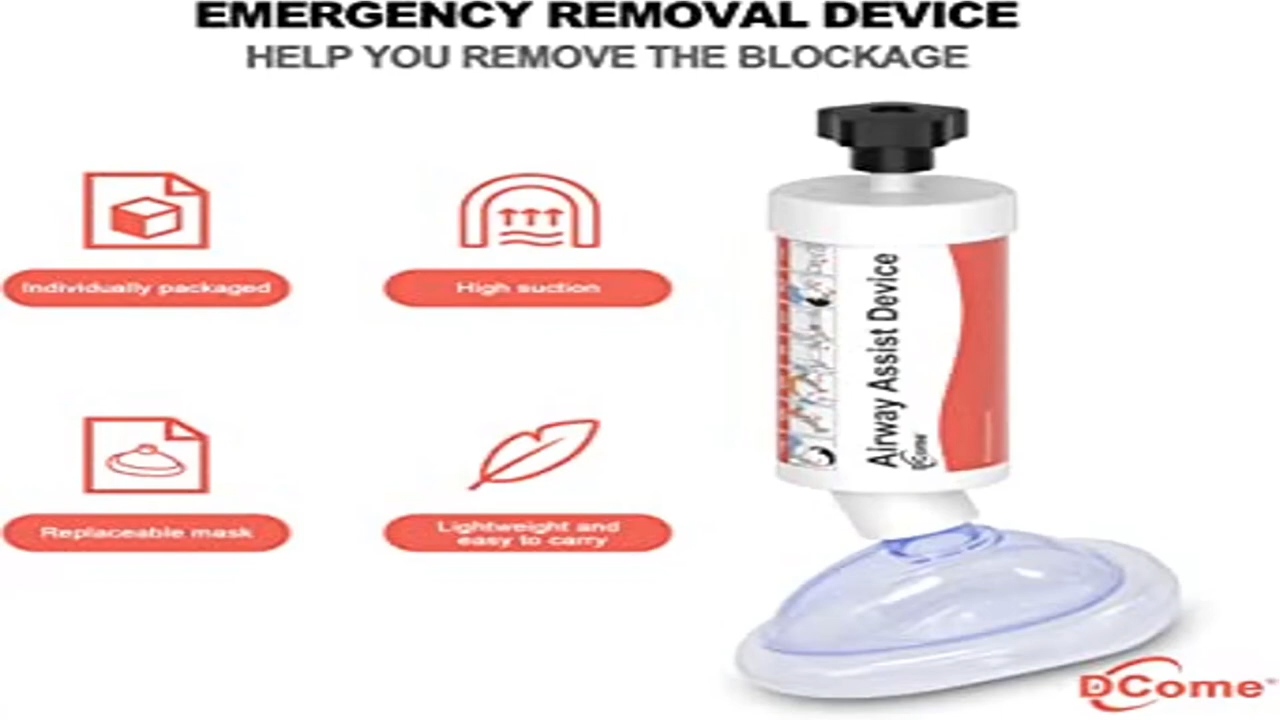 EMERGENCY REMOVAL DEVICE
HELP YOU REMOVE THE BLOCKAGE
Individually packaged
High suction
Replaceable mask
Lightweight and
easy to carry
Airway Assist Device
DCome
DCome